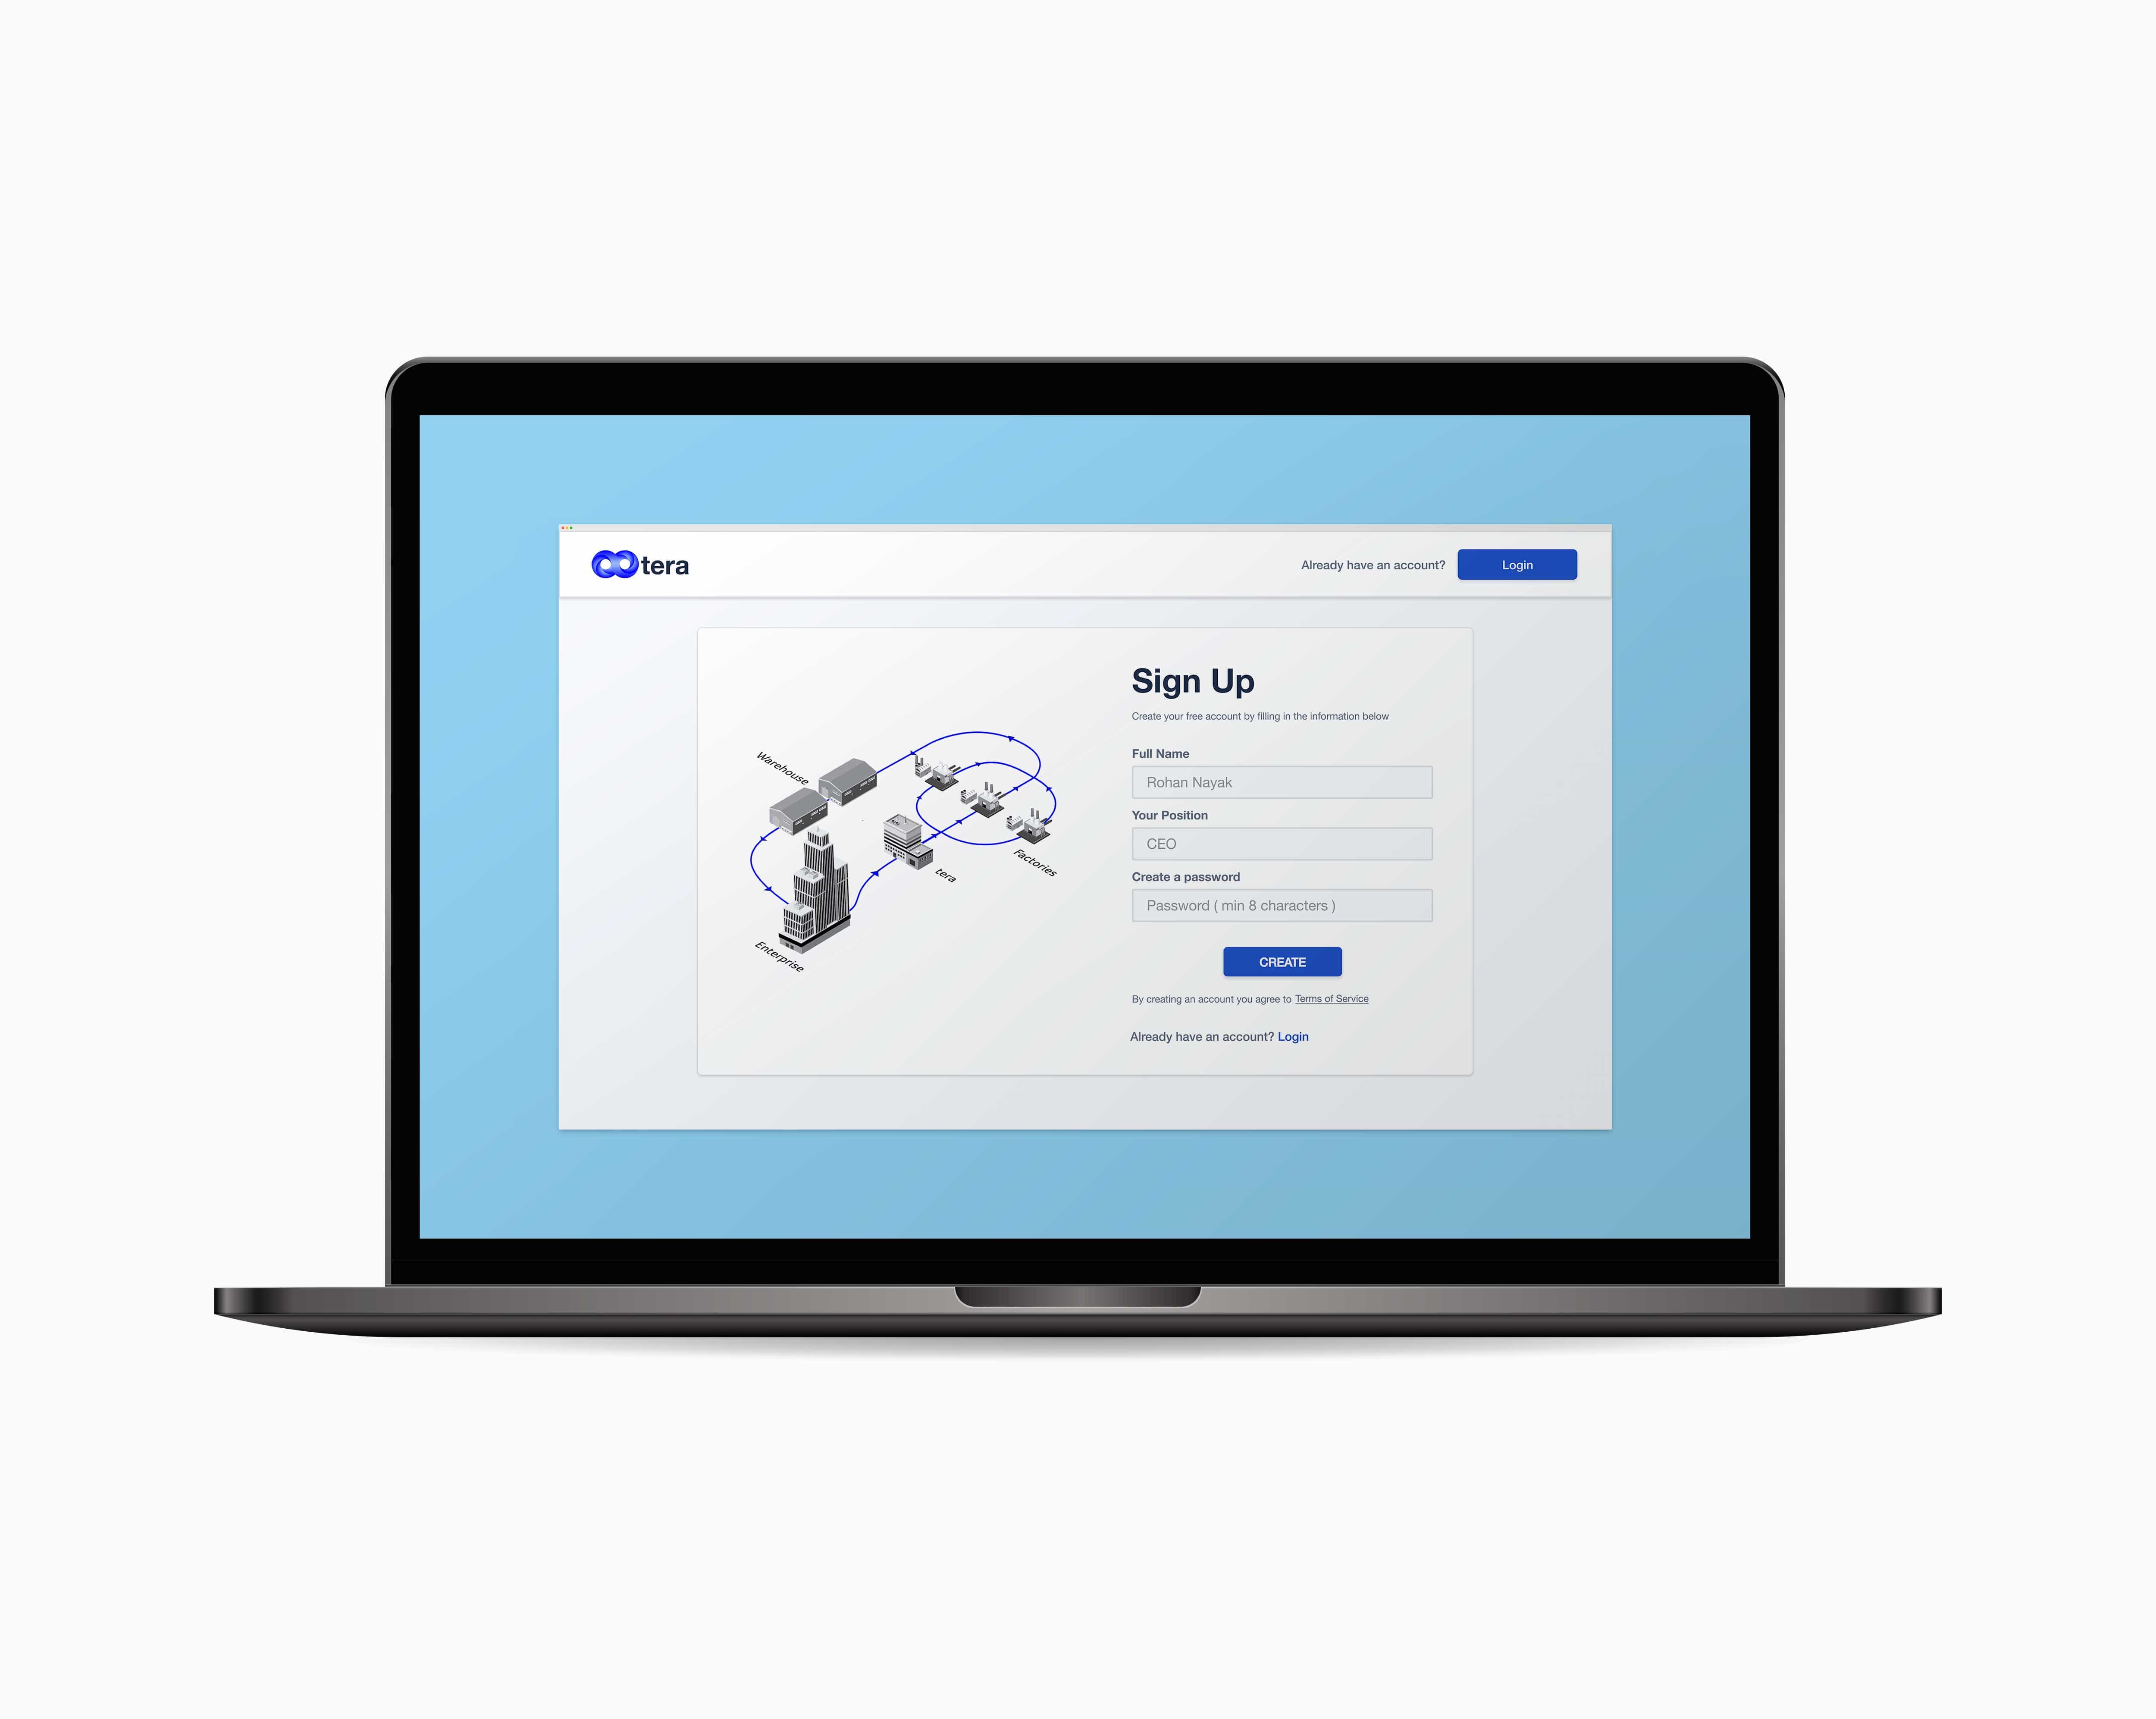 tera
Already have an account?
Login
Sign Up
Create your free account by filling in the information below
Full Name
Rohan Nayak
Your Position
CEO
Create a password
Password ( min 8 characters )
CREATE
By creating an account you agree to Terms of Service
Already have an account? Login
Warehouse
Factories
tera
Enterprise